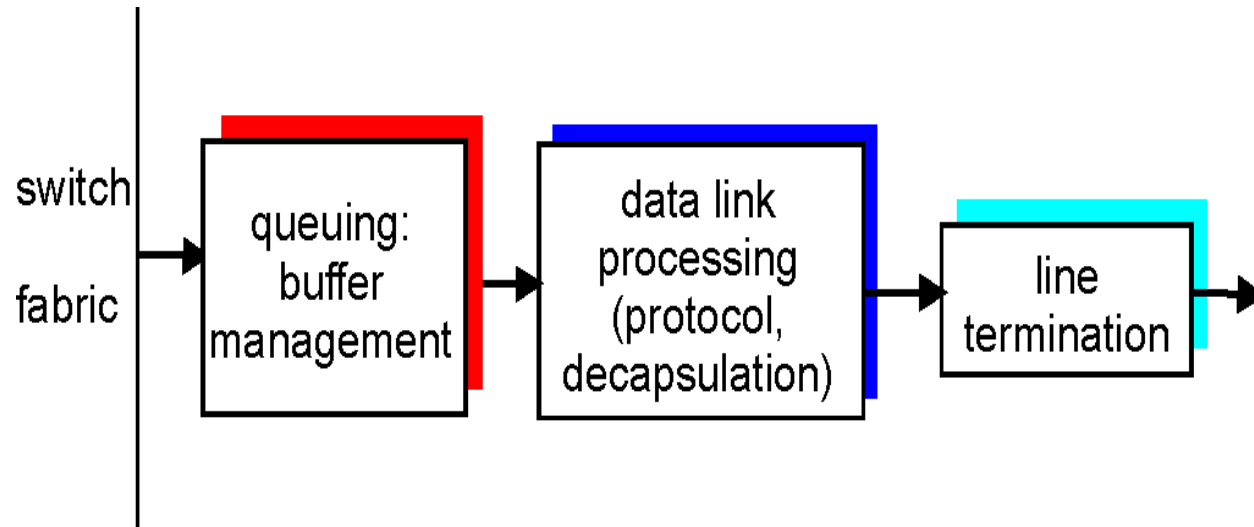 switch
fabric
queuing:
buffer
management
data link
processing
(protocol,
decapsulation)
line
termination